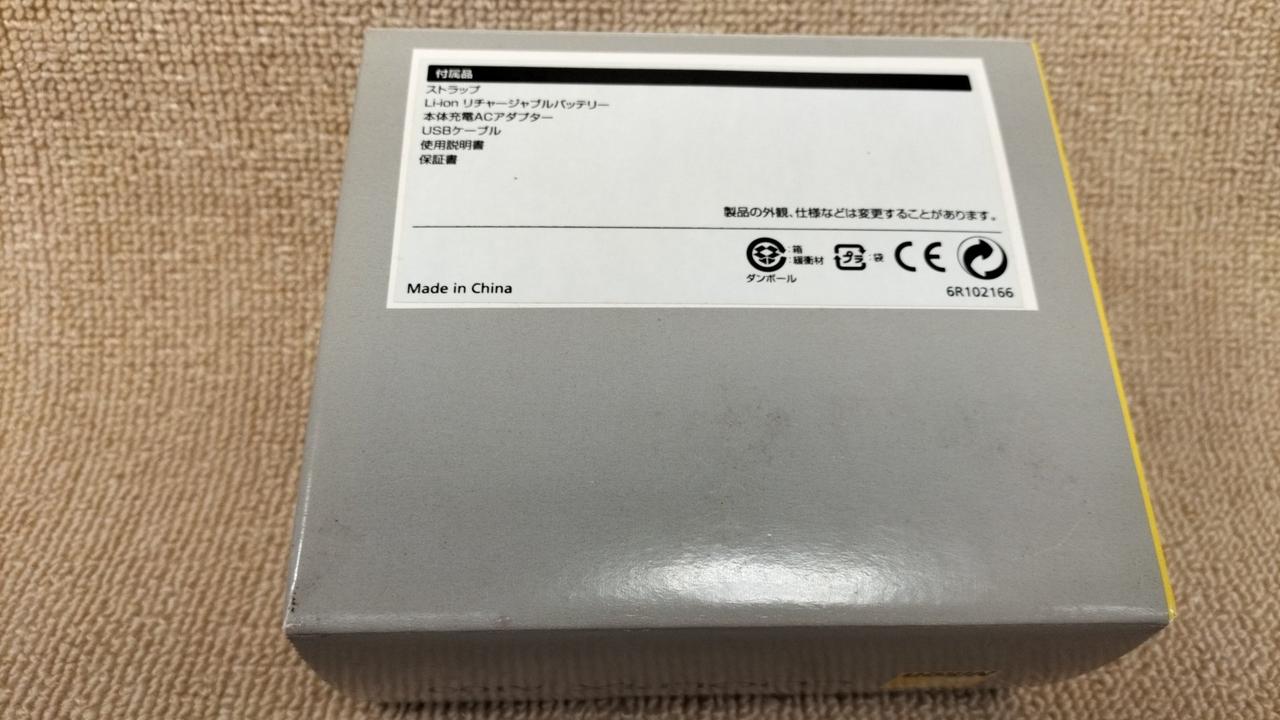 付属品
ストラップ
Li-ion リチャージャブルバッテリー
本体充電ACアダプター
USBケーブル
使用説明書
保証書
製品の外観、仕様などは変更することがあります。
:箱
:緩衝材
ダンボール
プラ :袋
CE
Made in China
6R102166